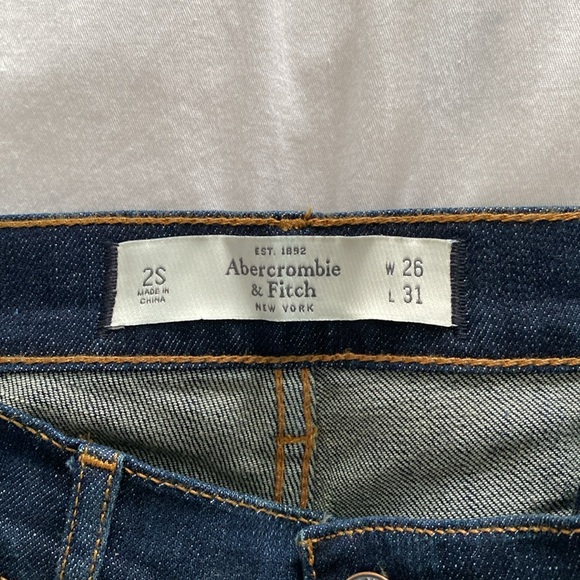 2S
MADE IN
CHINA
EST. 1892
Abercrombie
& Fitch
NEW YORK
W 26
L 31